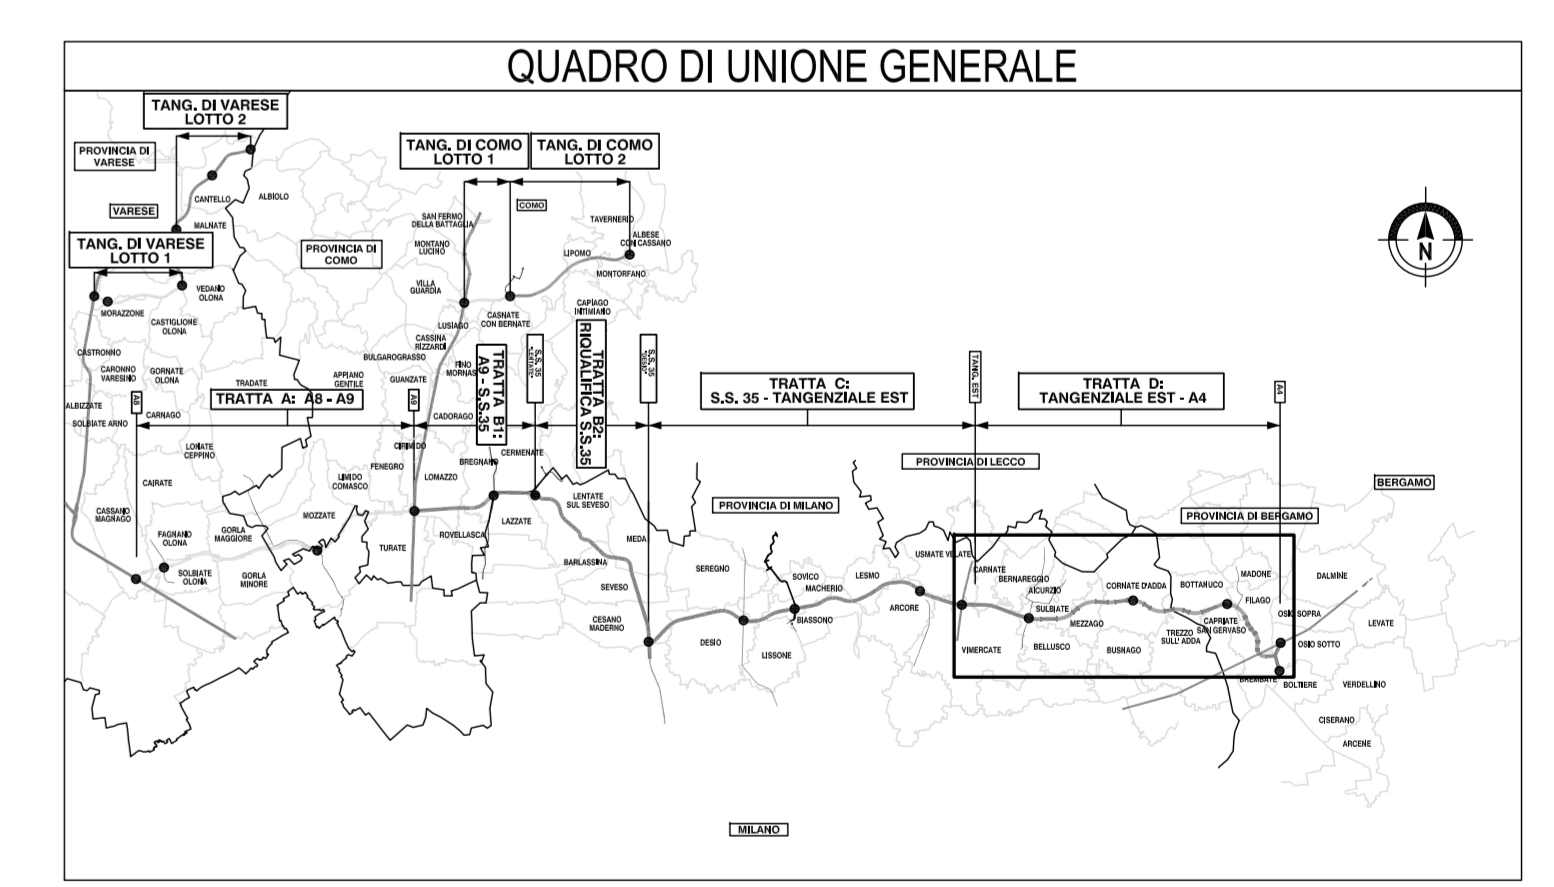 QUADRO DI UNIONE GENERALE
TANG. DI VARESE
LOTTO 2
PROVINCIA DI
VARESE
TANG. DI COMO
LOTTO 1
TANG. DI COMO
LOTTO 2
CANTELLO
ALBIOLO
VARESE
COMO
MALNATE
SAN FERMO
DELLA BATTAGLIA
TAVERNERIO
ALBESE
CON CASSANO
TANG. DI VARESE
LOTTO 1
PROVINCIA DI
COMO
MONTANO
LUCINO
LIPOMO
MONTORFANO
N
VEDANO
OLONA
VILLA
GUARDIA
MORAZZONE
CAPIAGO
INTIMIANO
CASTIGLIONE
OLONA
LUSIAGO
CASNATE
CON BERNATE
CASTRONNO
CASSINA
RIZZARDI
BULGAROGRASSO
CARONNO
VARESINO
GORNATE
OLONA
TRADATE
APPIANO
GENTILE
GUANZATE
FINO
MORNAS
TRATTA B1:
A9 - S.S.35
S.S. 35
"LENTATE"
TRATTA B2:
RIQUALIFICA S.S.35
S.S. 35
"DESIO"
TANG. EST
A4
A8
A9
TRATTA A: A8 - A9
TRATTA C:
S.S. 35 - TANGENZIALE EST
TRATTA D:
TANGENZIALE EST - A4
ALBIZZATE
SOLBIATE ARNO
CARNAGO
CADORAGO
LONATE
CEPPINO
CIRIMIDO
CERMENATE
FENEGRO
BREGNANO
PROVINCIA DI LECCO
CAIRATE
LIMIDO
COMASCO
LOMAZZO
BERGAMO
LENTATE
SUL SEVESO
PROVINCIA DI MILANO
CASSANO
MAGNAGO
MOZZATE
LAZZATE
PROVINCIA DI BERGAMO
FAGNANO
OLONA
GORLA
MAGGIORE
TURATE
ROVELLASCA
MEDA
USMATE VELATE
BARLASSINA
SEREGNO
SOVICO
MACHERIO
LESMO
CARNATE
BERNAREGGIO
AICURZIO
CORNATE D'ADDA
BOTTANUCO
MADONE
DALMINE
SOLBIATE
OLONIA
GORLA
MINORE
SEVESO
ARCORE
SULBIATE
MEZZAGO
FILAGO
OSIO SOPRA
CESANO
MADERNO
BIASSONO
CAPRIATE
SAN GERVASO
TREZZO
SULL' ADDA
LEVATE
DESIO
LISSONE
VIMERCATE
BELLUSCO
BUSNAGO
OSIO SOTTO
BREMBATE
BOLTIERE
VERDELLINO
CISERANO
ARCENE
MILANO